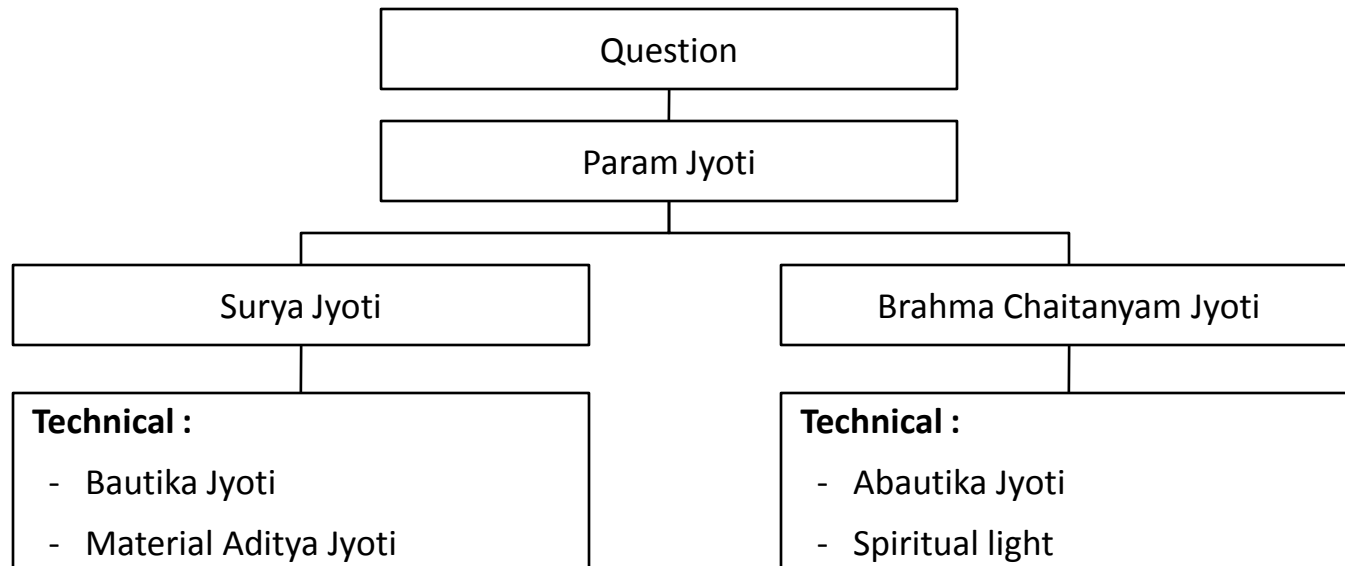 Question
Param Jyoti
Surya Jyoti
Brahma Chaitanyam Jyoti
Technical :
- Bautika Jyoti
- Material Aditya Jyoti
Technical :
- Abautika Jyoti
- Spiritual light